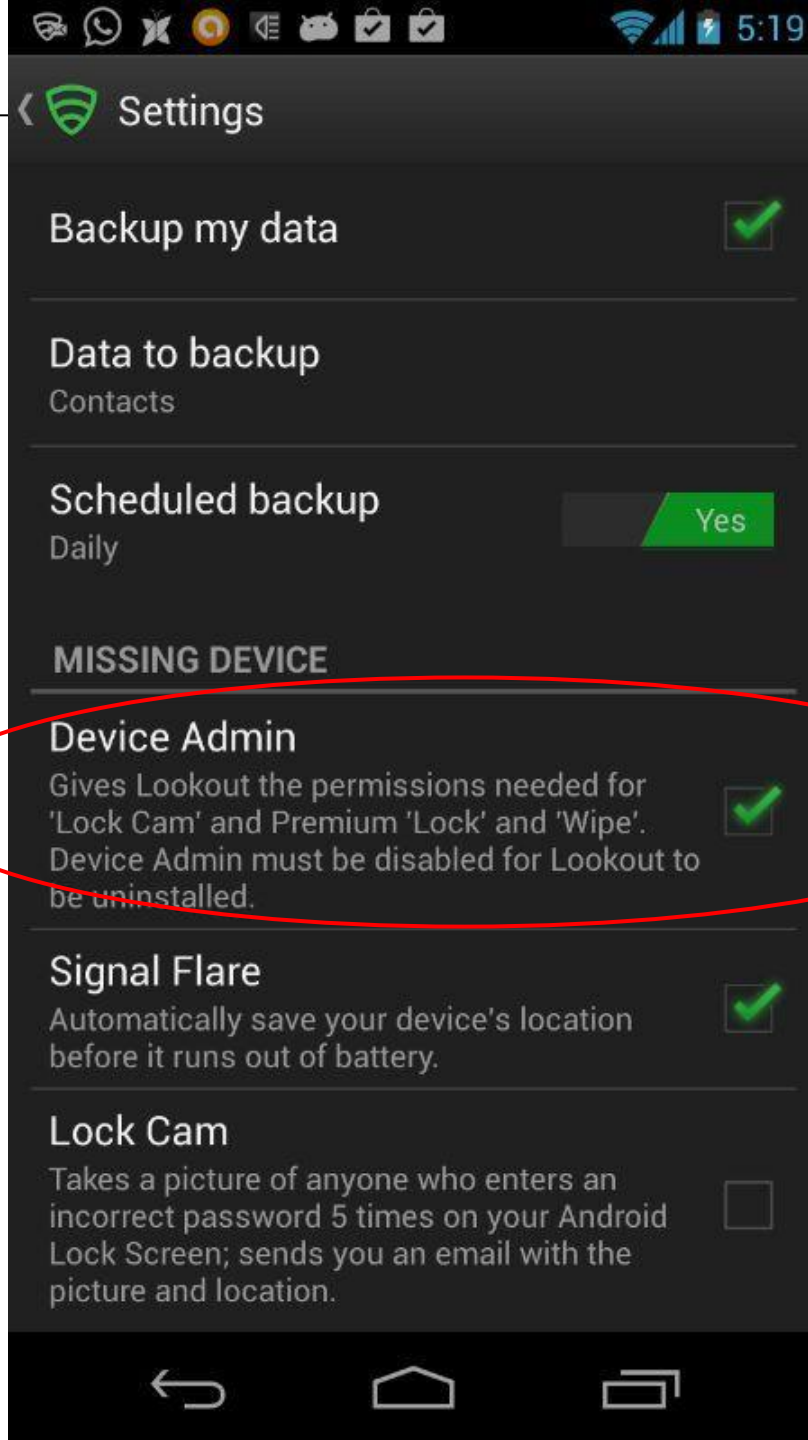 5:19
Settings
Backup my data
Data to backup
Contacts
Scheduled backup
Yes
Daily
MISSING DEVICE
Device Admin
Gives Lookout the permissions needed for
'Lock Cam' and Premium 'Lock' and 'Wipe'.
Device Admin must be disabled for Lookout to
be uninstalled.
Signal Flare
Automatically save your device's location
before it runs out of battery.
Lock Cam
Takes a picture of anyone who enters an
incorrect password 5 times on your Android
Lock Screen; sends you an email with the
picture and location.